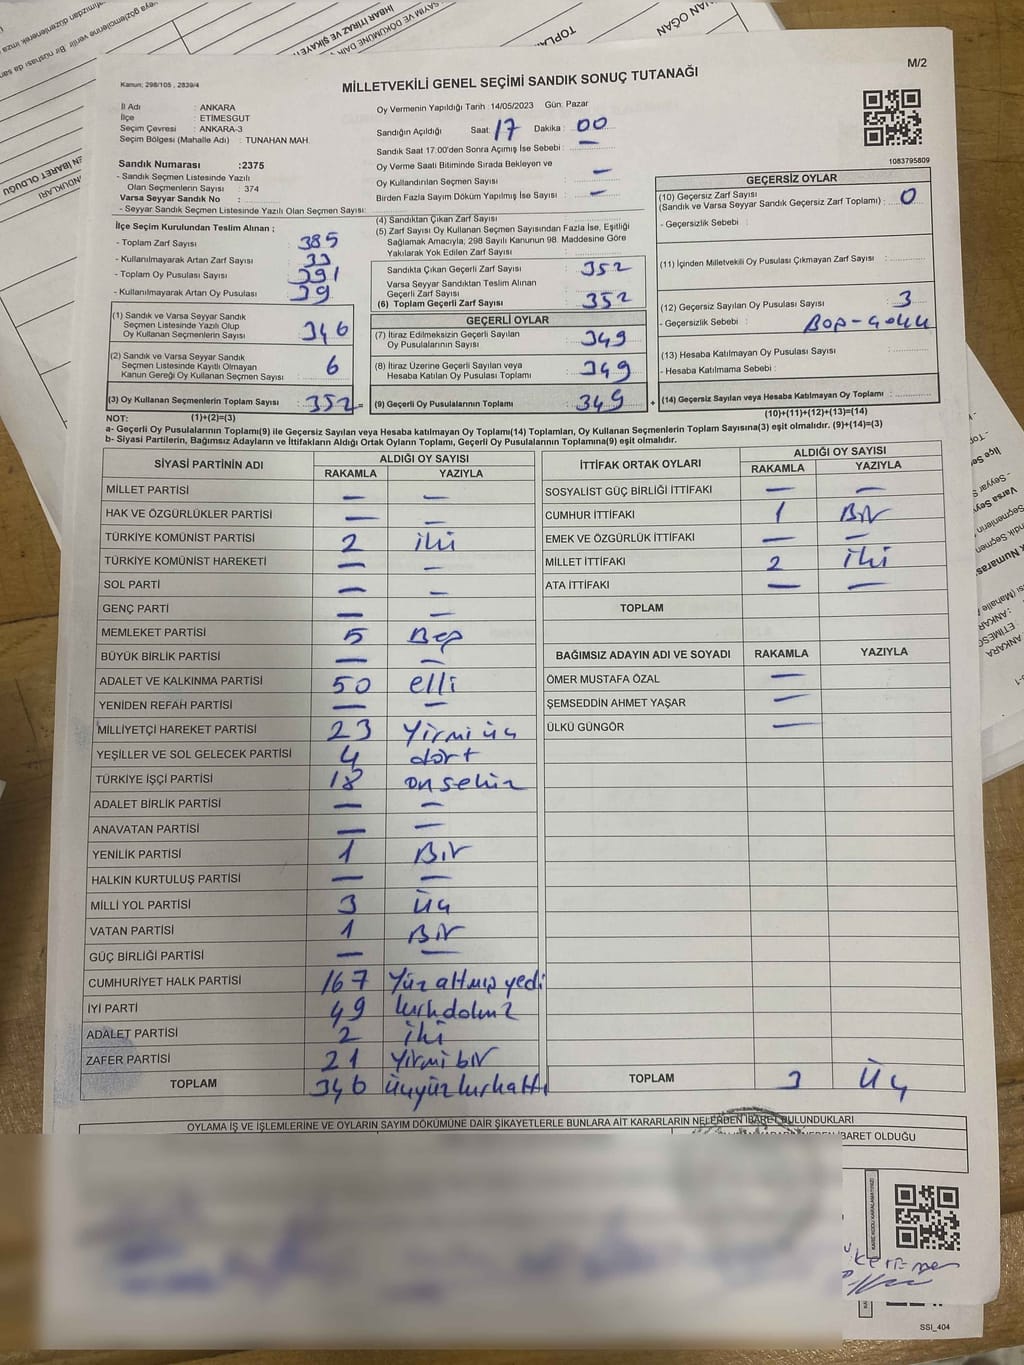 M/2
Kanun: 298/105 , 2839/4
MİLLETVEKİLİ GENEL SEÇİMİ SANDIK SONUÇ TUTANAĞI
İl Adı : ANKARA
İlçe : ETİMESGUT
Seçim Çevresi : ANKARA-3
Seçim Bölgesi (Mahalle Adı) : TUNAHAN MAH.
Oy Vermenin Yapıldığı Tarih :14/05/2023 Gün: Pazar
Sandığın Açıldığı Saat: 17 Dakika : 00
Sandık Saat 17:00'den Sonra Açımış İse Sebebi : —
Oy Verme Saati Bitiminde Sırada Bekleyen ve
Oy Kullandırılan Seçmen Sayısı : —
Birden Fazla Sayım Döküm Yapılmış İse Sayısı : —
1083795809
Sandık Numarası :2375
- Sandık Seçmen Listesinde Yazılı
Olan Seçmenlerin Sayısı : 374
Varsa Seyyar Sandık No :
- Seyyar Sandık Seçmen Listesinde Yazılı Olan Seçmen Sayısı:
İlçe Seçim Kurulundan Teslim Alınan ;
- Toplam Zarf Sayısı : 385
- Kullanılmayarak Artan Zarf Sayısı : 33
- Toplam Oy Pusulası Sayısı : 391
- Kullanılmayarak Artan Oy Pusulası : 39
(1) Sandık ve Varsa Seyyar Sandık
Seçmen Listesinde Yazılı Olup
Oy Kullanan Seçmenlerin Sayısı : 346
(2) Sandık ve Varsa Seyyar Sandık
Seçmen Listesinde Kayıtlı Olmayan
Kanun Gereği Oy Kullanan Seçmen Sayısı : 6
(3) Oy Kullanan Seçmenlerin Toplam Sayısı : 352 =
(4) Sandıktan Çıkan Zarf Sayısı :
(5) Zarf Sayısı Oy Kullanan Seçmen Sayısından Fazla İse, Eşitliği
Sağlamak Amacıyla; 298 Sayılı Kanunun 98. Maddesine Göre
Yakılarak Yok Edilen Zarf Sayısı :
Sandıkta Çıkan Geçerli Zarf Sayısı : 352
Varsa Seyyar Sandıktan Teslim Alınan
Geçerli Zarf Sayısı :
(6) Toplam Geçerli Zarf Sayısı : 352
GEÇERLİ OYLAR
(7) İtiraz Edilmeksizin Geçerli Sayılan
Oy Pusulalarının Sayısı : 349
(8) İtiraz Üzerine Geçerli Sayılan veya
Hesaba Katılan Oy Pusulası Toplamı : 349
(9) Geçerli Oy Pusulalarının Toplamı : 349 +
GEÇERSİZ OYLAR
(10) Geçersiz Zarf Sayısı
(Sandık ve Varsa Seyyar Sandık Geçersiz Zarf Toplamı) : 0
- Geçersizlik Sebebi :
(11) İçinden Milletvekili Oy Pusulası Çıkmayan Zarf Sayısı :
(12) Geçersiz Sayılan Oy Pusulası Sayısı : 3
- Geçersizlik Sebebi :
(13) Hesaba Katılmayan Oy Pusulası Sayısı :
- Hesaba Katılmama Sebebi :
(14) Geçersiz Sayılan veya Hesaba Katılmayan Oy Toplamı :
NOT: (1)+(2)=(3)
(10)+(11)+(12)+(13)=(14)
a- Geçerli Oy Pusulalarının Toplamı(9) ile Geçersiz Sayılan veya Hesaba katılmayan Oy Toplamı(14) Toplamları, Oy Kullanan Seçmenlerin Toplam Sayısına(3) eşit olmalıdır. (9)+(14)=(3)
b- Siyasi Partilerin, Bağımsız Adayların ve İttifakların Aldığı Ortak Oyların Toplamı, Geçerli Oy Pusulalarının Toplamına(9) eşit olmalıdır.
SİYASİ PARTİNİN ADI ALDIĞI OY SAYISI
RAKAMLA YAZIYLA
MİLLET PARTİSİ — —
HAK VE ÖZGÜRLÜKLER PARTİSİ — —
TÜRKİYE KOMÜNİST PARTİSİ 2 iki
TÜRKİYE KOMÜNİST HAREKETİ — —
SOL PARTİ — —
GENÇ PARTİ — —
MEMLEKET PARTİSİ 5 Beş
BÜYÜK BİRLİK PARTİSİ — —
ADALET VE KALKINMA PARTİSİ 50 elli
YENİDEN REFAH PARTİSİ — —
MİLLİYETÇİ HAREKET PARTİSİ 23 Yirmi üç
YEŞİLLER VE SOL GELECEK PARTİSİ 4 dört
TÜRKİYE İŞÇİ PARTİSİ 18 on sekiz
ADALET BİRLİK PARTİSİ — —
ANAVATAN PARTİSİ — —
YENİLİK PARTİSİ 1 Bir
HALKIN KURTULUŞ PARTİSİ — —
MİLLİ YOL PARTİSİ 3 üç
VATAN PARTİSİ 1 Bir
GÜÇ BİRLİĞİ PARTİSİ — —
CUMHURİYET HALK PARTİSİ 167 Yüz altmış yedi
İYİ PARTİ 49 kırkdokuz
ADALET PARTİSİ 2 iki
ZAFER PARTİSİ 21 Yirmi bir
TOPLAM 346 üçyüz kırkaltı
İTTİFAK ORTAK OYLARI ALDIĞI OY SAYISI
RAKAMLA YAZIYLA
SOSYALİST GÜÇ BİRLİĞİ İTTİFAKI — —
CUMHUR İTTİFAKI 1 Bir
EMEK VE ÖZGÜRLÜK İTTİFAKI — —
MİLLET İTTİFAKI 2 iki
ATA İTTİFAKI — —
TOPLAM
BAĞIMSIZ ADAYIN ADI VE SOYADI RAKAMLA YAZIYLA
ÖMER MUSTAFA ÖZAL —
ŞEMSEDDİN AHMET YAŞAR —
ÜLKÜ GÜNGÖR —
TOPLAM 3 üç
OYLAMA İŞ VE İŞLEMLERİNE VE OYLARIN SAYIM DÖKÜMÜNE DAİR ŞİKAYETLERLE BUNLARA AİT KARARLARIN NELERDEN İBARET BULUNDUKLARI
İBARET OLDUĞU
SSI_404